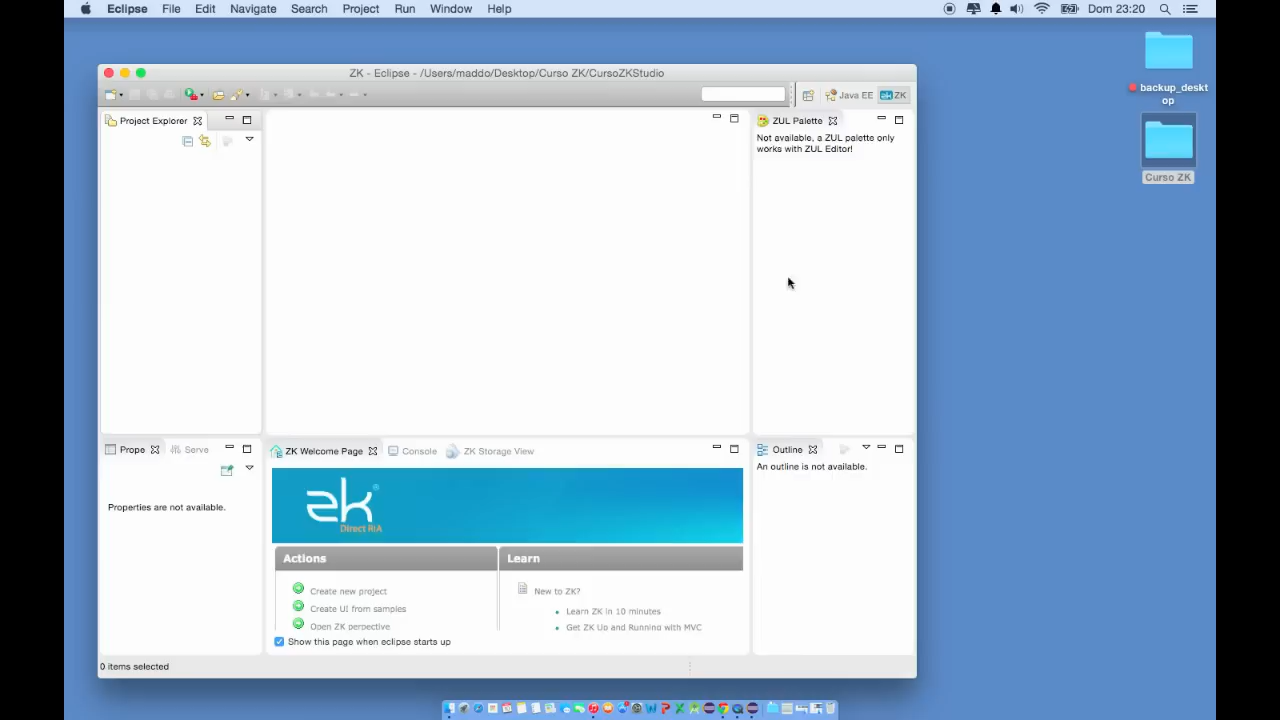 Eclipse File Edit Navigate Search Project Run Window Help Dom 23:20
ZK - Eclipse - /Users/maddo/Desktop/Curso ZK/CursoZKStudio
Java EE ZK
backup_deskt
op
Curso ZK
Project Explorer
ZUL Palette
Not available, a ZUL palette only
works with ZUL Editor!
Prope Serve
Properties are not available.
ZK Welcome Page Console ZK Storage View
zk
Direct RIA
Actions
Create new project
Create UI from samples
Open ZK perpective
Learn
New to ZK?
Learn ZK in 10 minutes
Get ZK Up and Running with MVC
Show this page when eclipse starts up
Outline
An outline is not available.
0 items selected